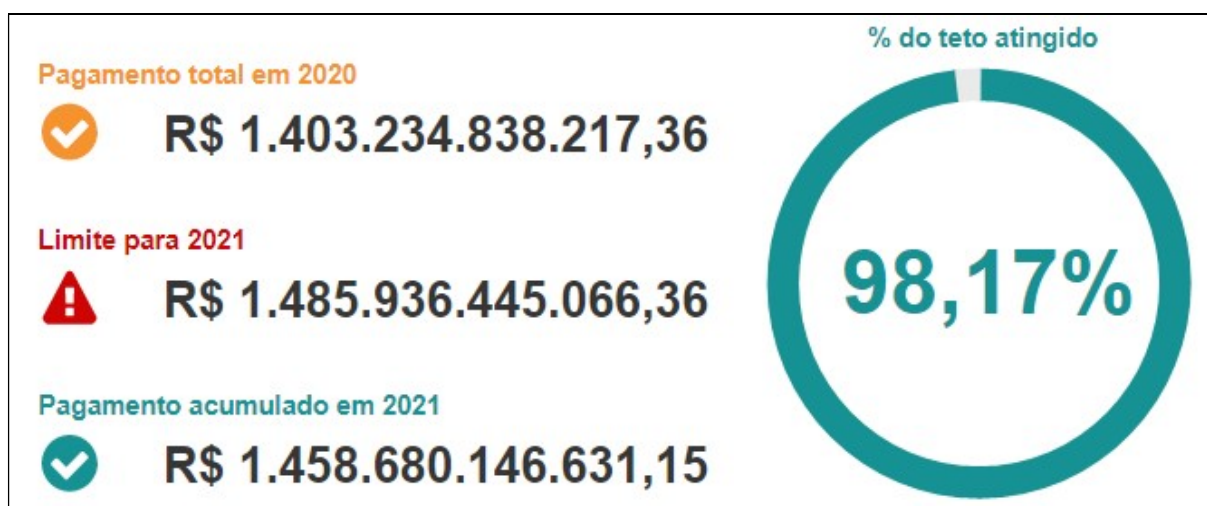 Pagamento total em 2020
R$ 1.403.234.838.217,36
Limite para 2021
R$ 1.485.936.445.066,36
Pagamento acumulado em 2021
R$ 1.458.680.146.631,15
% do teto atingido
98,17%